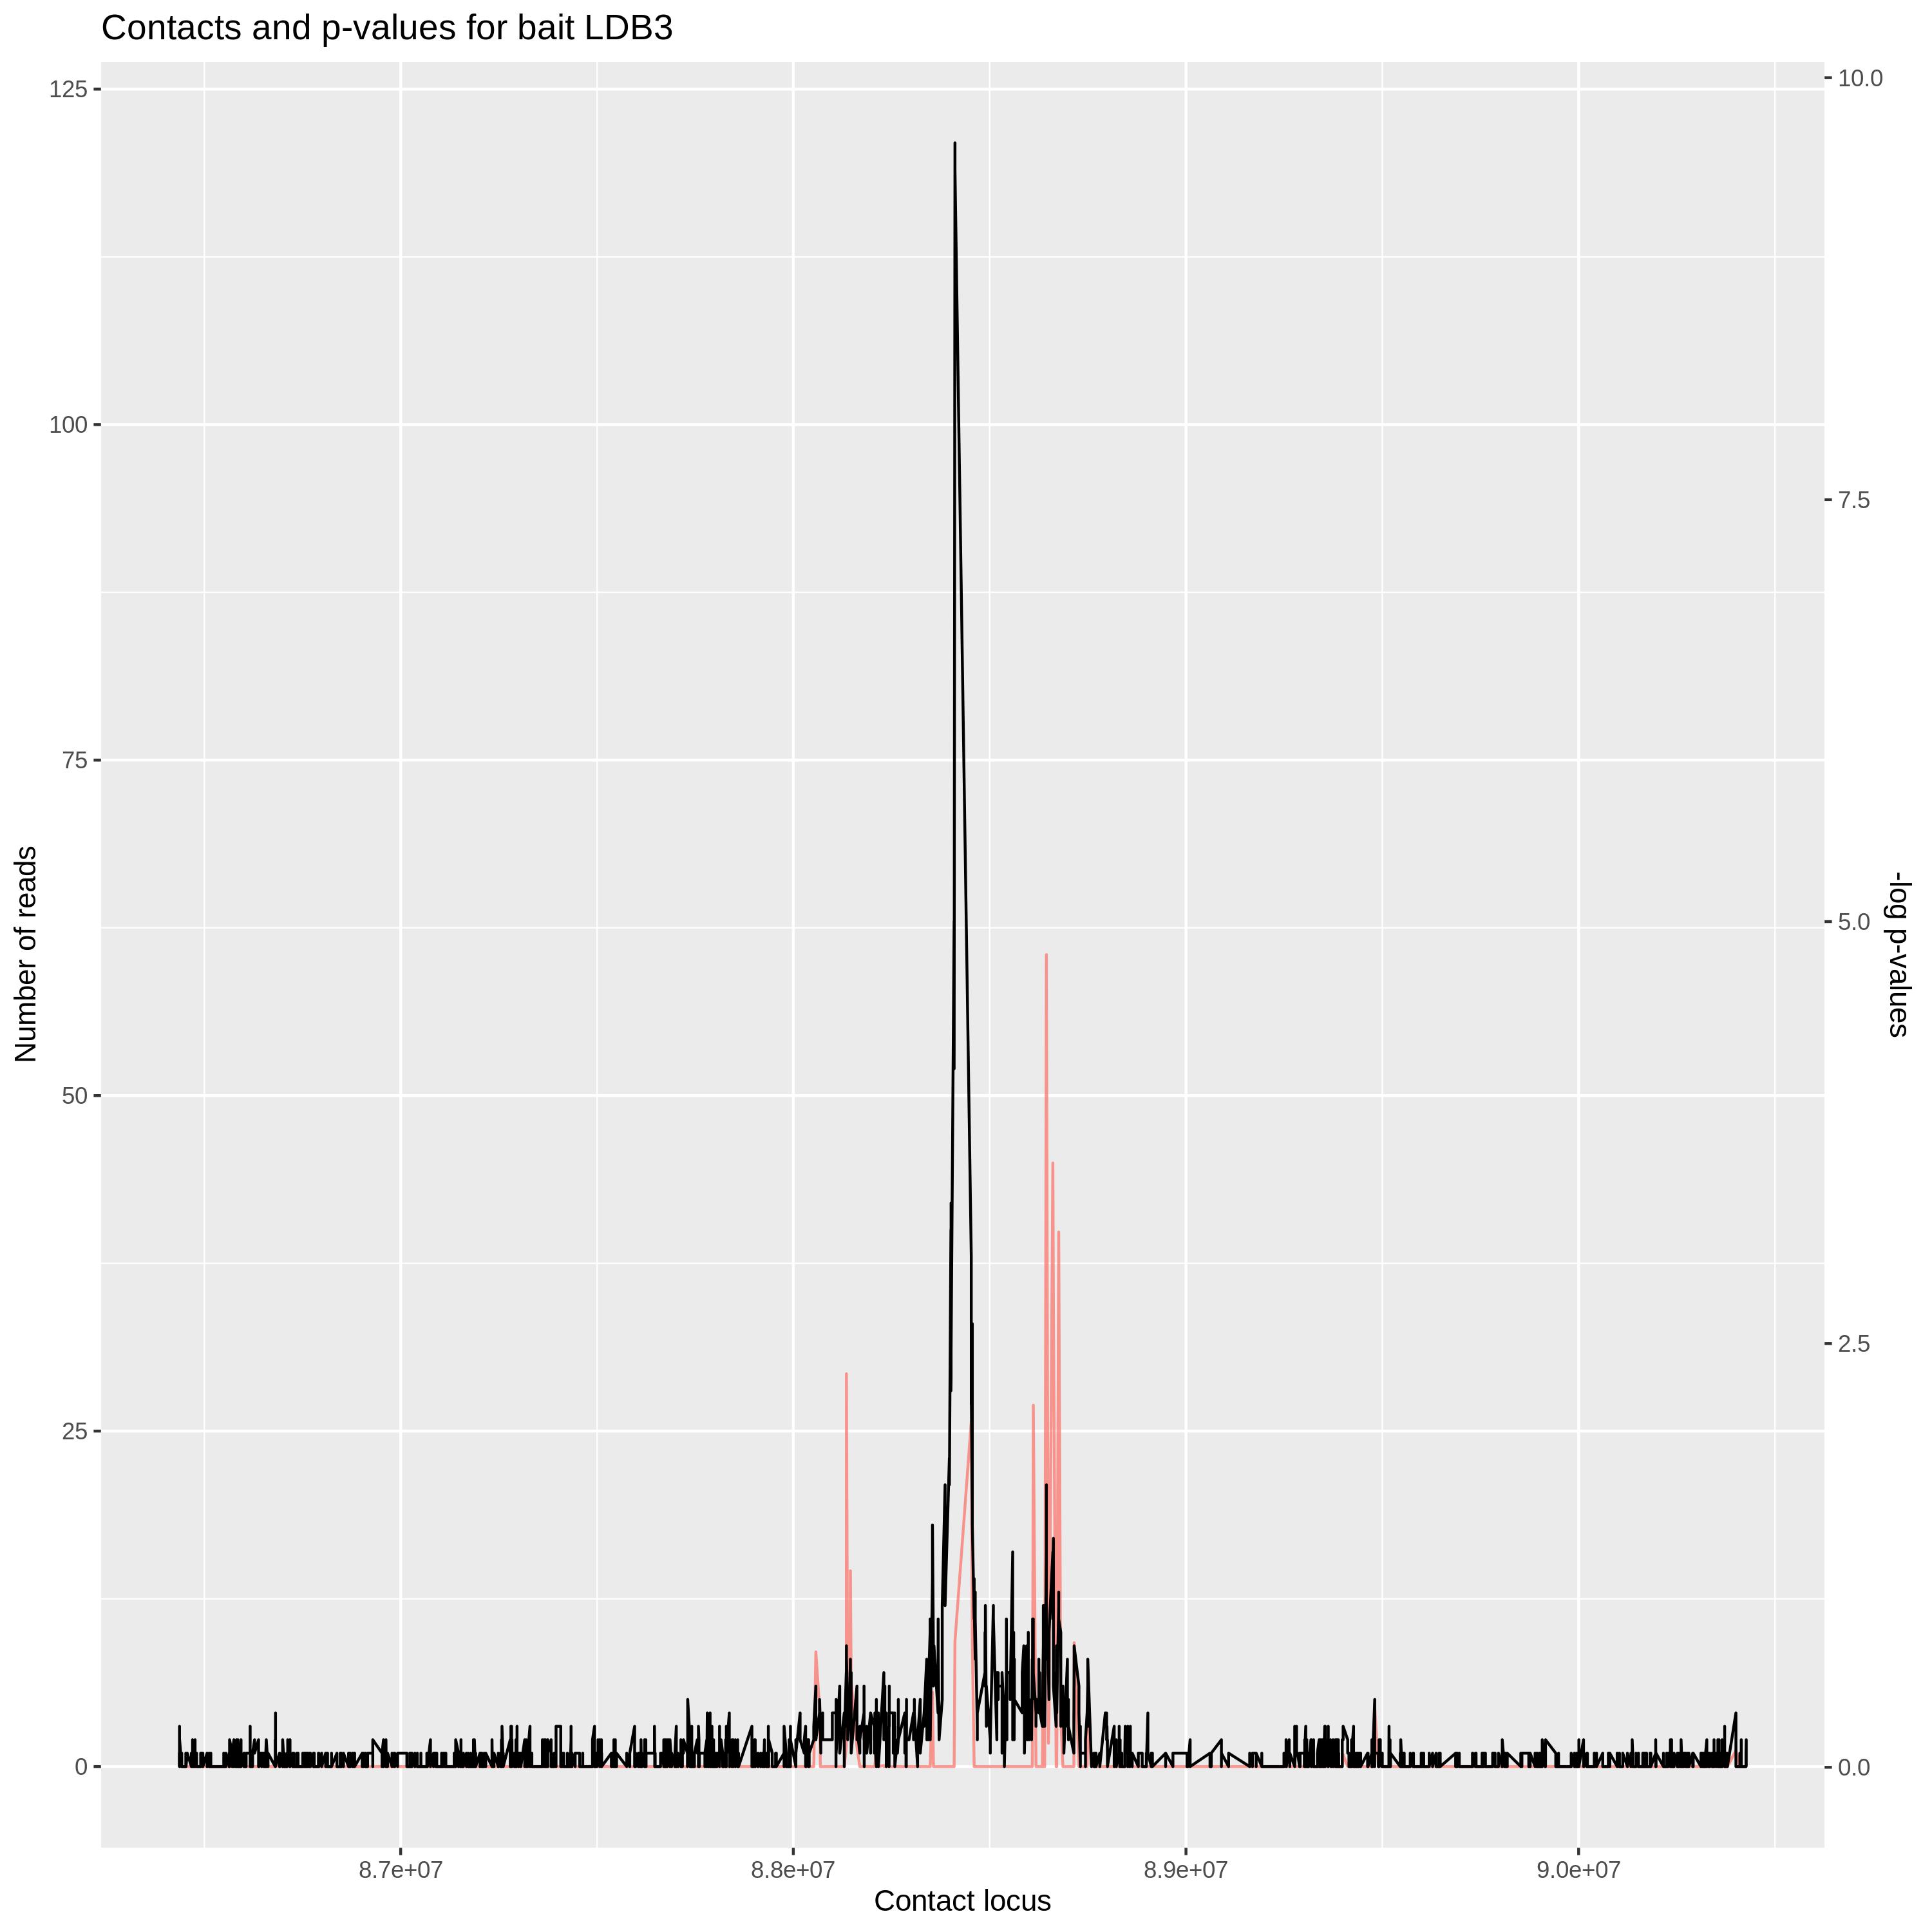 Contacts and p-values for bait LDB3
125
100
75
50
25
0
Number of reads
10.0
7.5
5.0
2.5
0.0
-log p-values
8.7e+07 8.8e+07 8.9e+07 9.0e+07
Contact locus